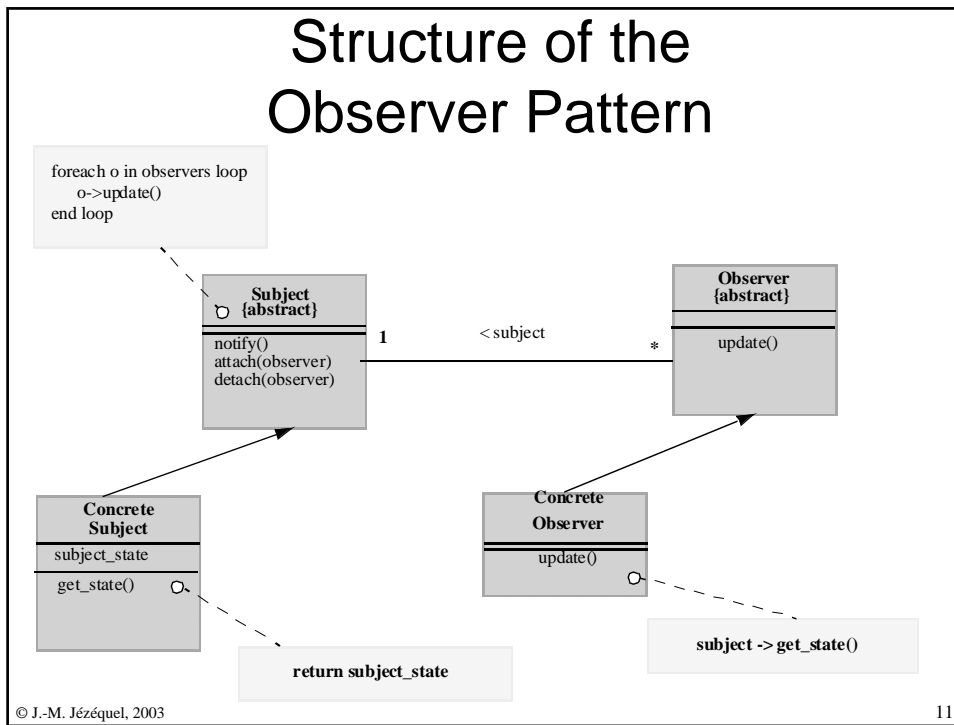 Structure of the
Observer Pattern
foreach o in observers loop
o->update()
end loop
Subject
{abstract}
notify()
attach(observer)
detach(observer)
1
< subject
*
Observer
{abstract}
update()
Concrete
Subject
subject_state
get_state()
Concrete
Observer
update()
return subject_state
subject -> get_state()
© J.-M. Jézéquel, 2003
11